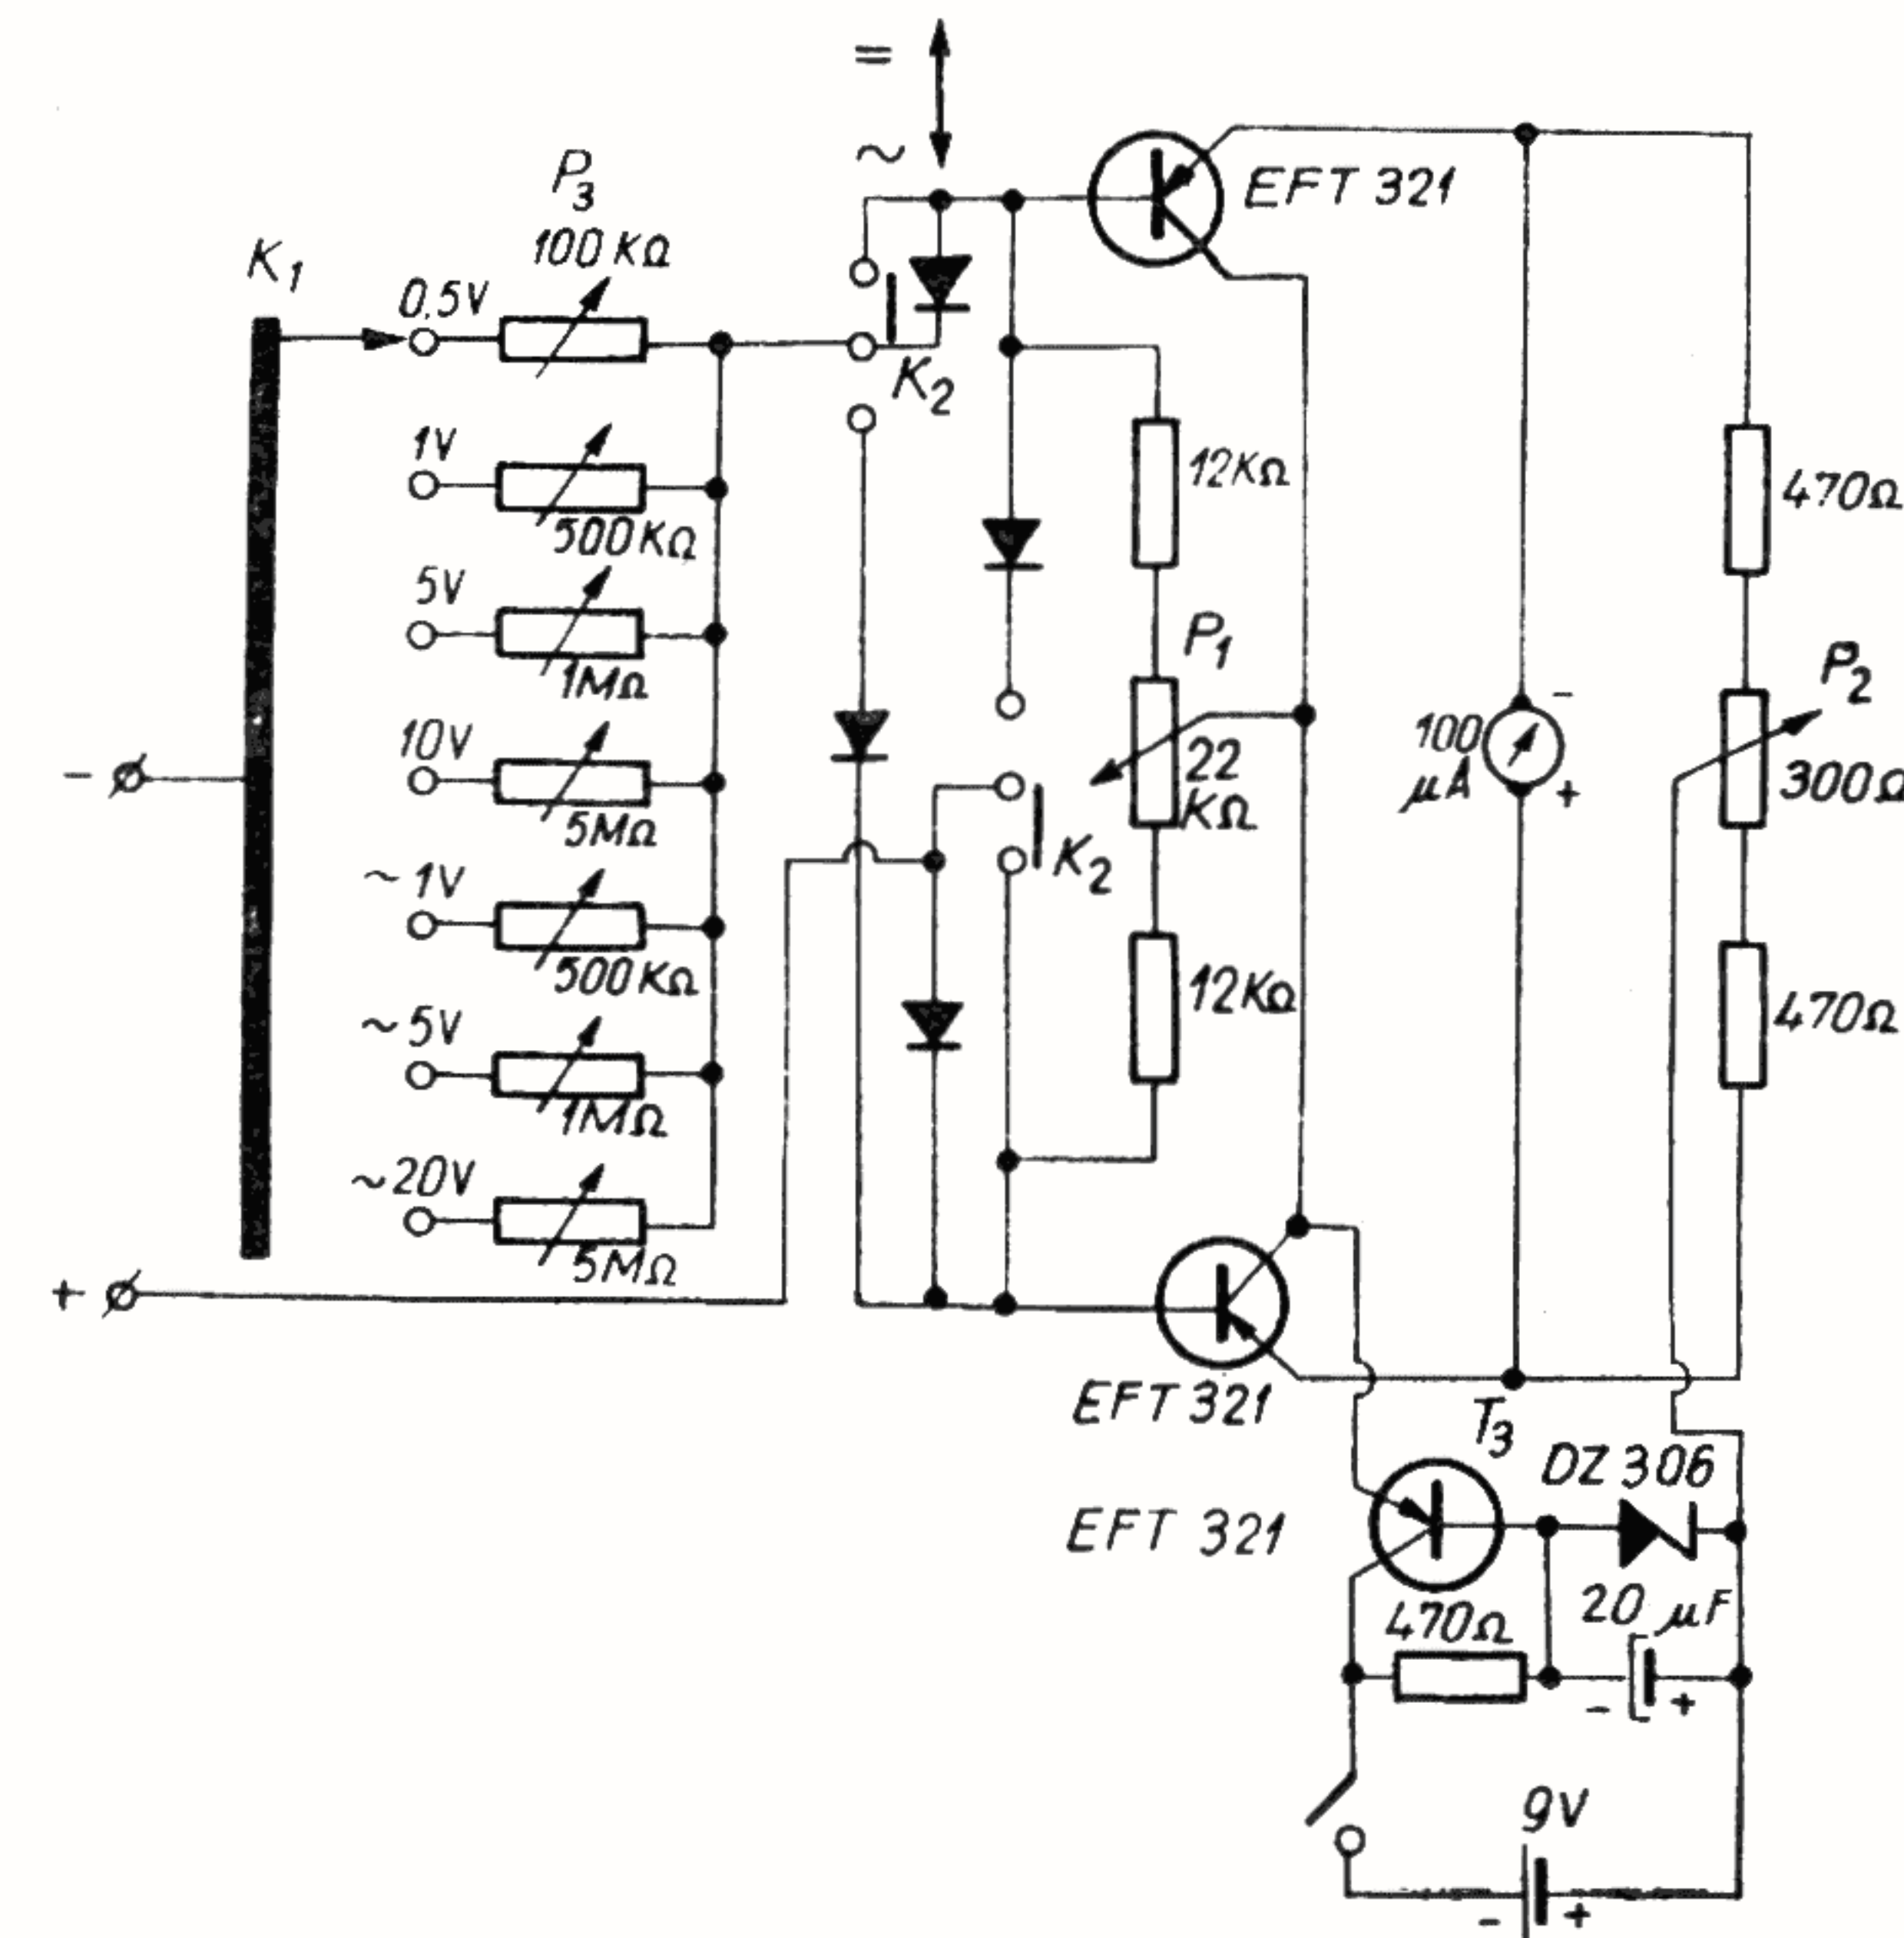 =
~
P3
100 KΩ
K1
0,5V
EFT 321
K2
1V
500 KΩ
12KΩ
470Ω
5V
1MΩ
P1
22
KΩ
P2
300Ω
100
µA
-
+
10V
5MΩ
-
~ 1V
500 KΩ
K2
12KΩ
470Ω
~ 5V
1MΩ
~ 20V
5MΩ
+
EFT 321
T3
DZ 306
EFT 321
470Ω
20 µF
- +
9V
- +